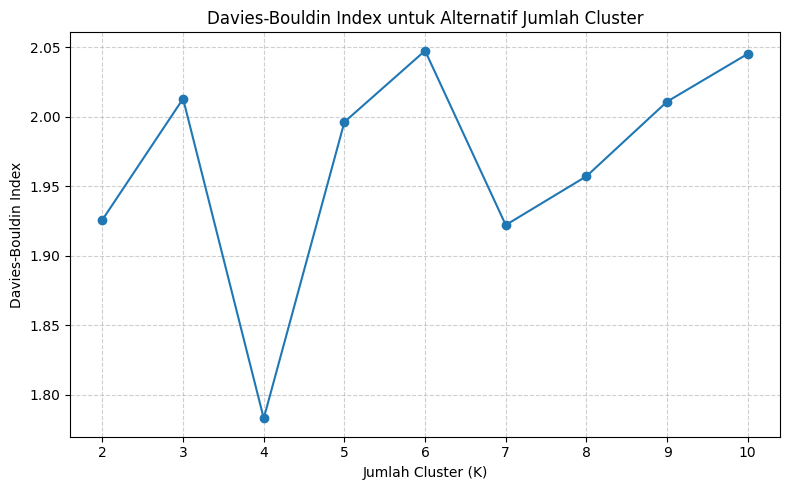 Davies-Bouldin Index untuk Alternatif Jumlah Cluster
2.05
2.00
1.95
1.90
1.85
1.80
Davies-Bouldin Index
2 3 4 5 6 7 8 9 10
Jumlah Cluster (K)